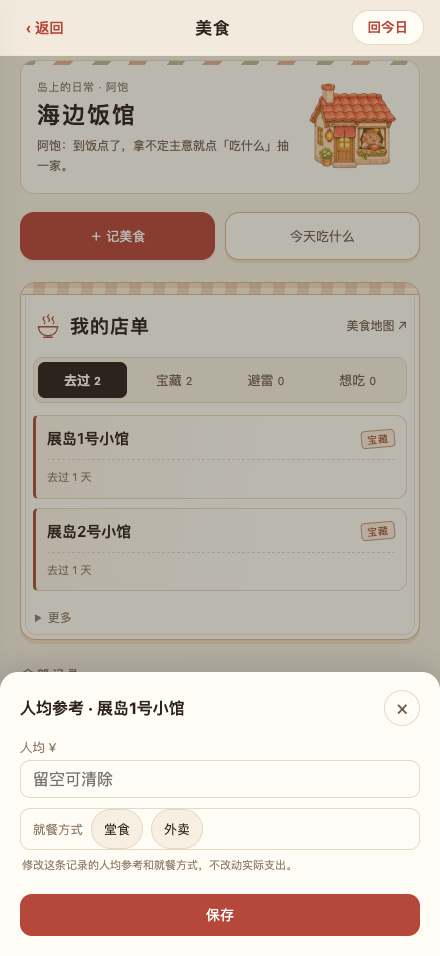 ‹ 返回
美食
回今日
岛上的日常 · 阿饱
海边饭馆
阿饱：到饭点了，拿不定主意就点「吃什么」抽
一家。
＋ 记美食
今天吃什么
我的店单
美食地图 ↗
去过 2
宝藏 2
避雷 0
想吃 0
展岛1号小馆
宝藏
去过 1 天
展岛2号小馆
宝藏
去过 1 天
▶ 更多
人均参考 · 展岛1号小馆
×
人均 ¥
留空可清除
就餐方式
堂食
外卖
修改这条记录的人均参考和就餐方式，不改动实际支出。
保存